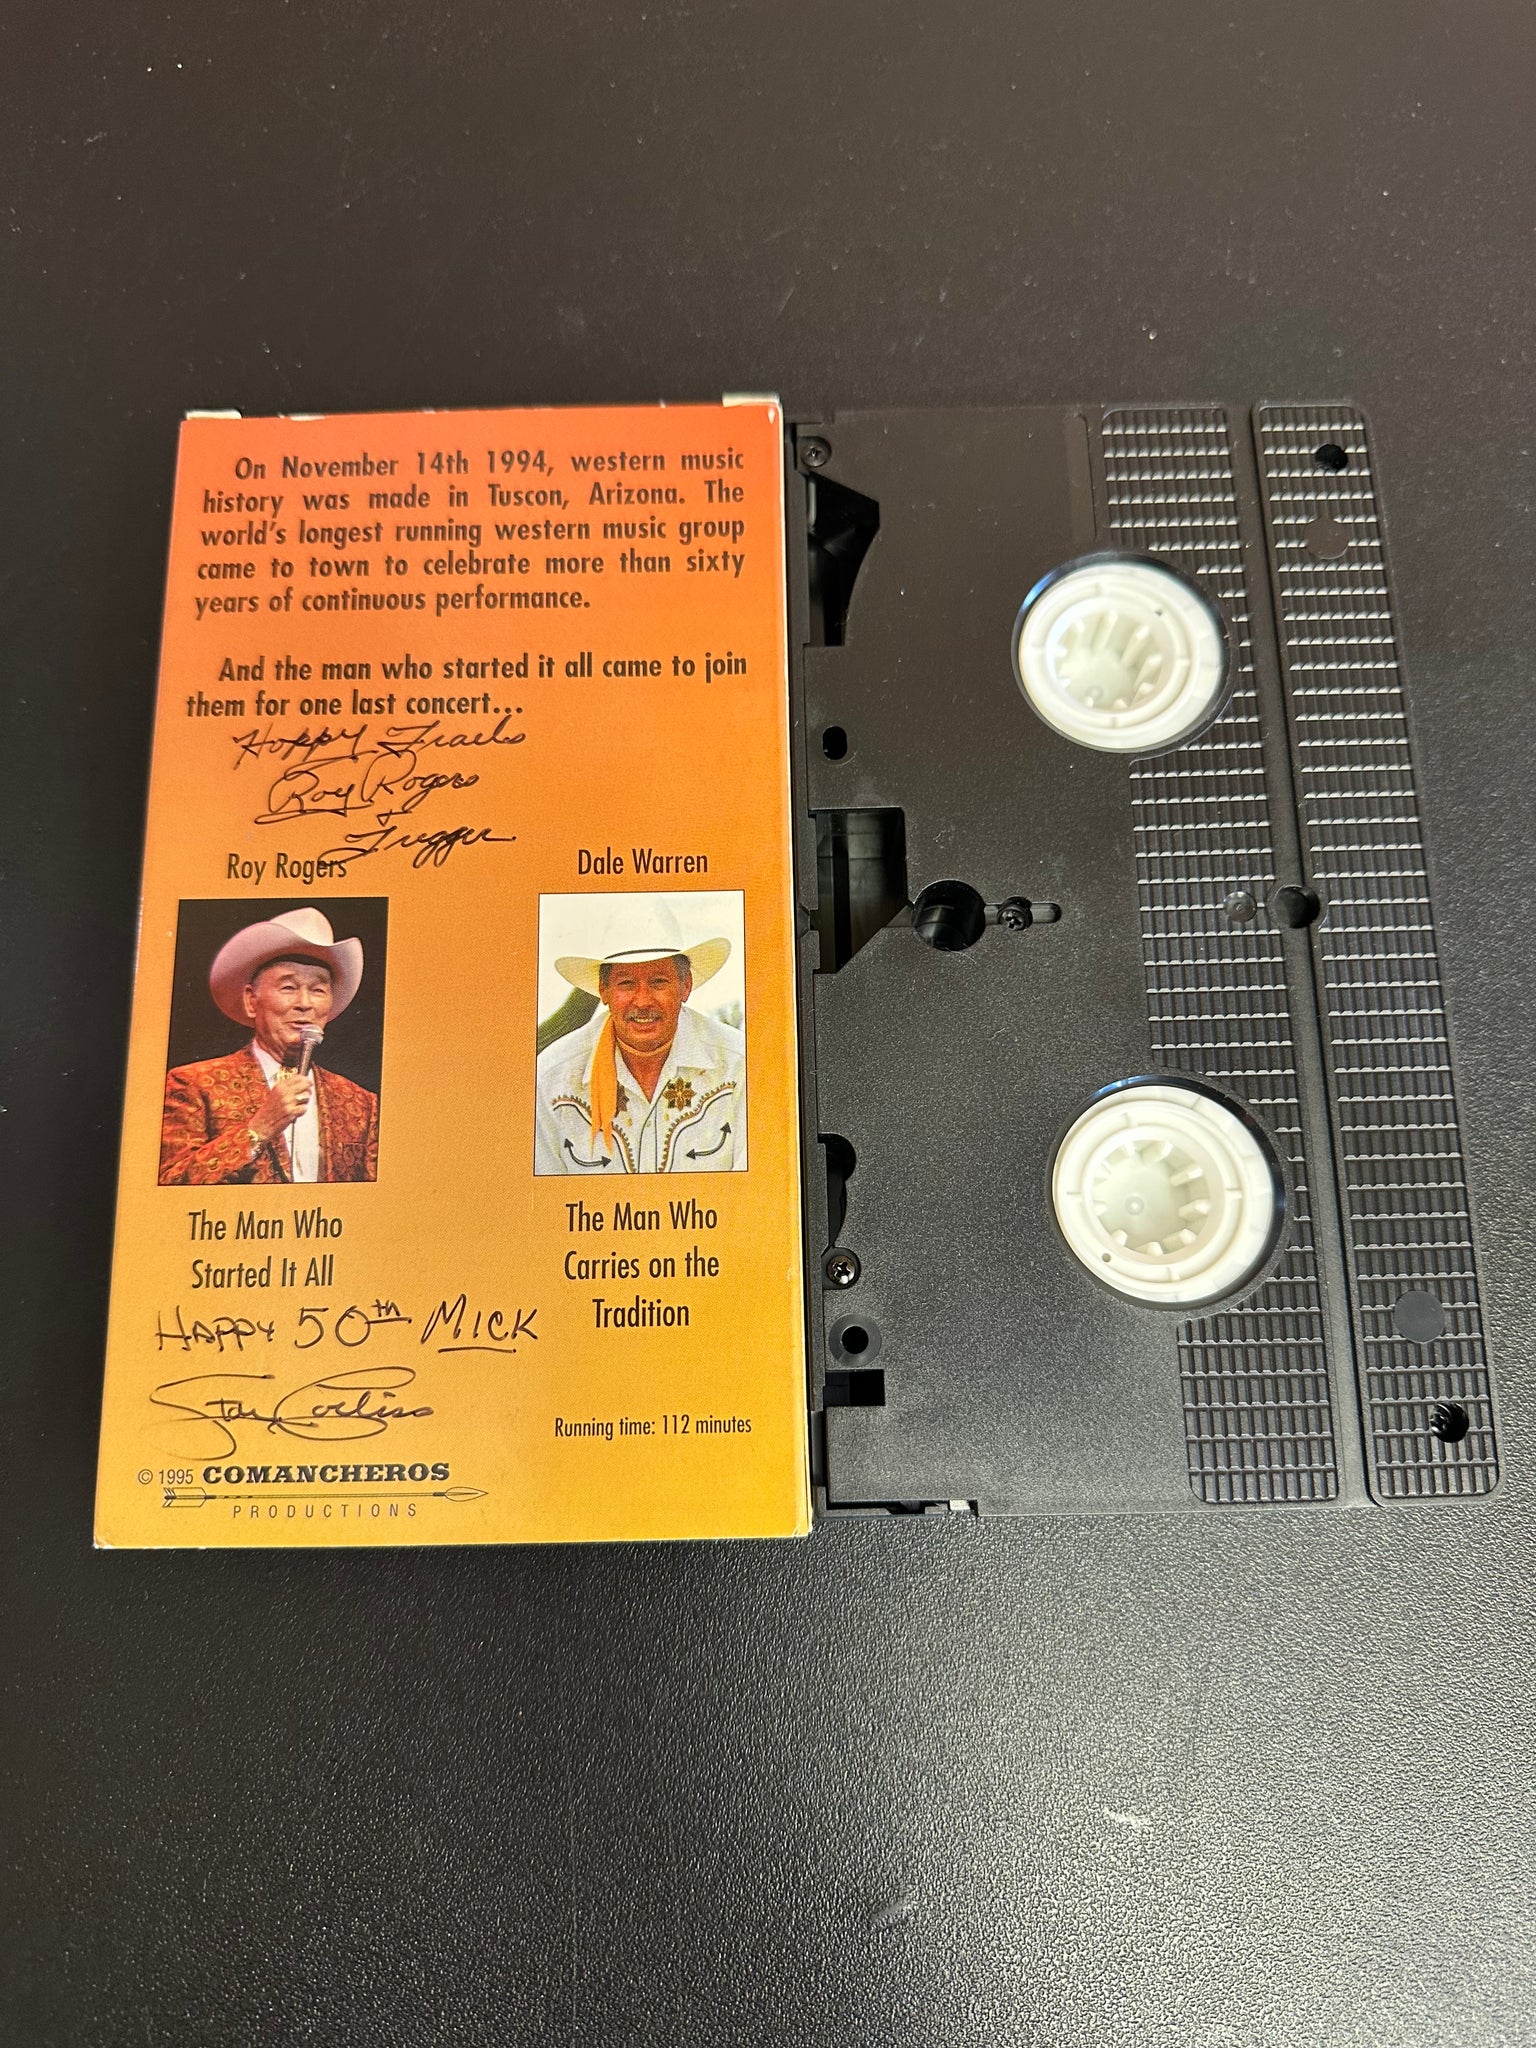 On November 14th 1994, western music
history was made in Tuscon, Arizona. The
world's longest running western music group
came to town to celebrate more than sixty
years of continuous performance.
And the man who started it all came to join
them for one last concert...
Happy Trails
Roy Rogers
+
Trigger
Roy Rogers
Dale Warren
The Man Who
Started It All
The Man Who
Carries on the
Tradition
HAPPY 50th MICK
Stan Corliss
Running time: 112 minutes
© 1995 COMANCHEROS
PRODUCTIONS